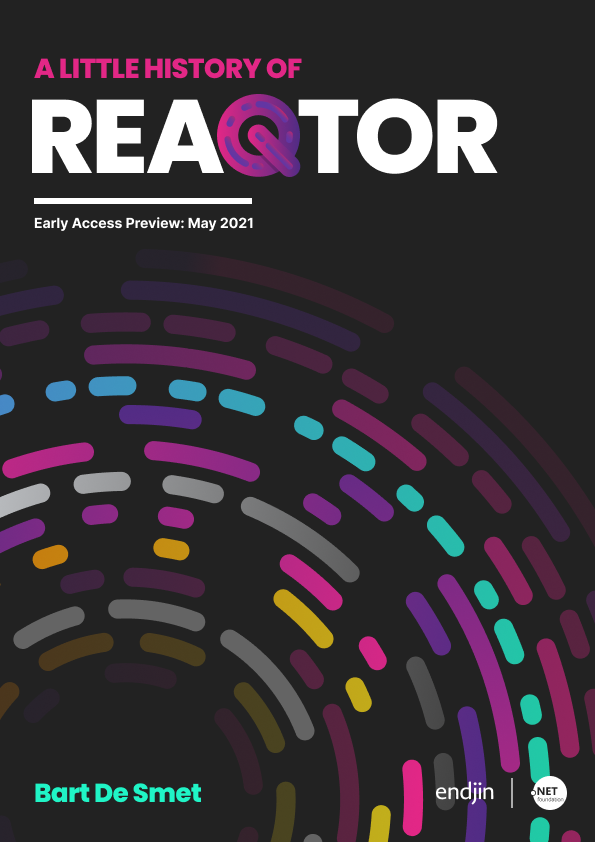 A LITTLE HISTORY OF
REAQTOR
Early Access Preview: May 2021
Bart De Smet
endjin
.NET
foundation